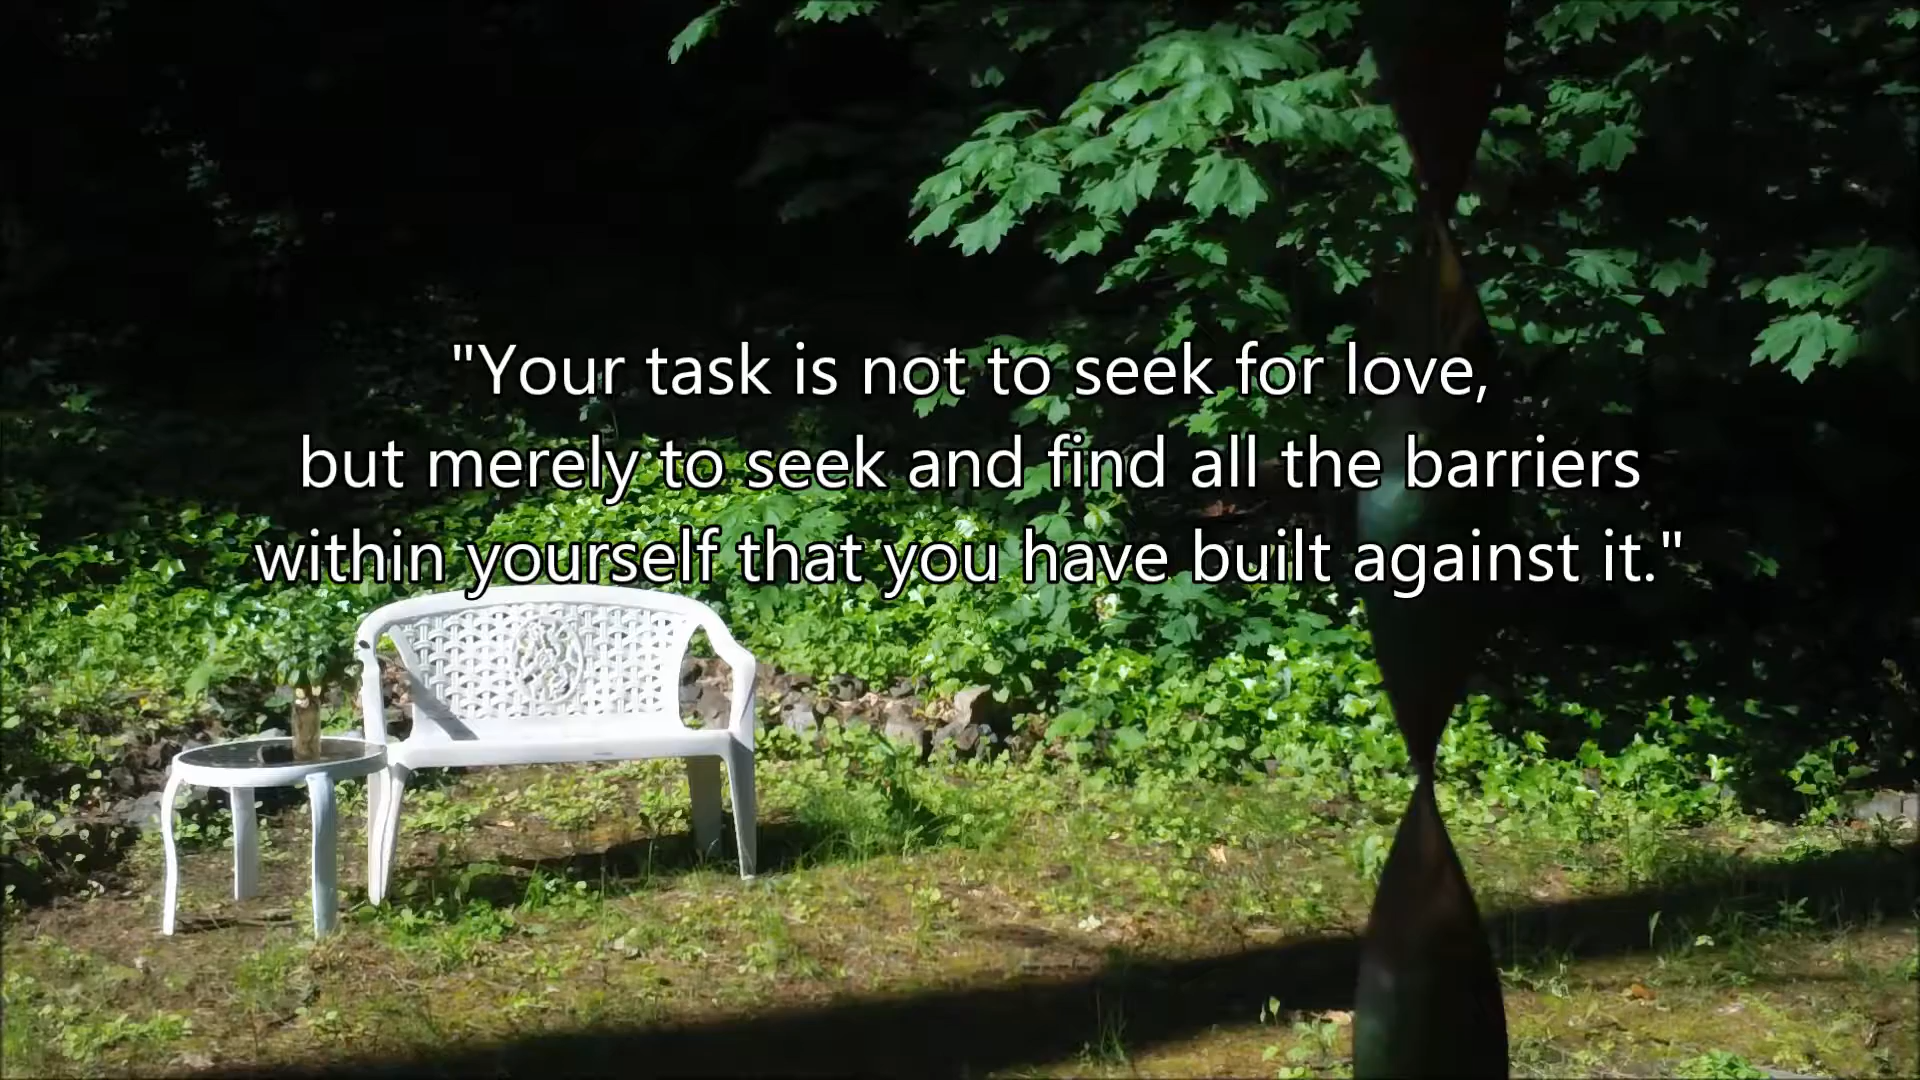 "Your task is not to seek for love,
but merely to seek and find all the barriers
within yourself that you have built against it."